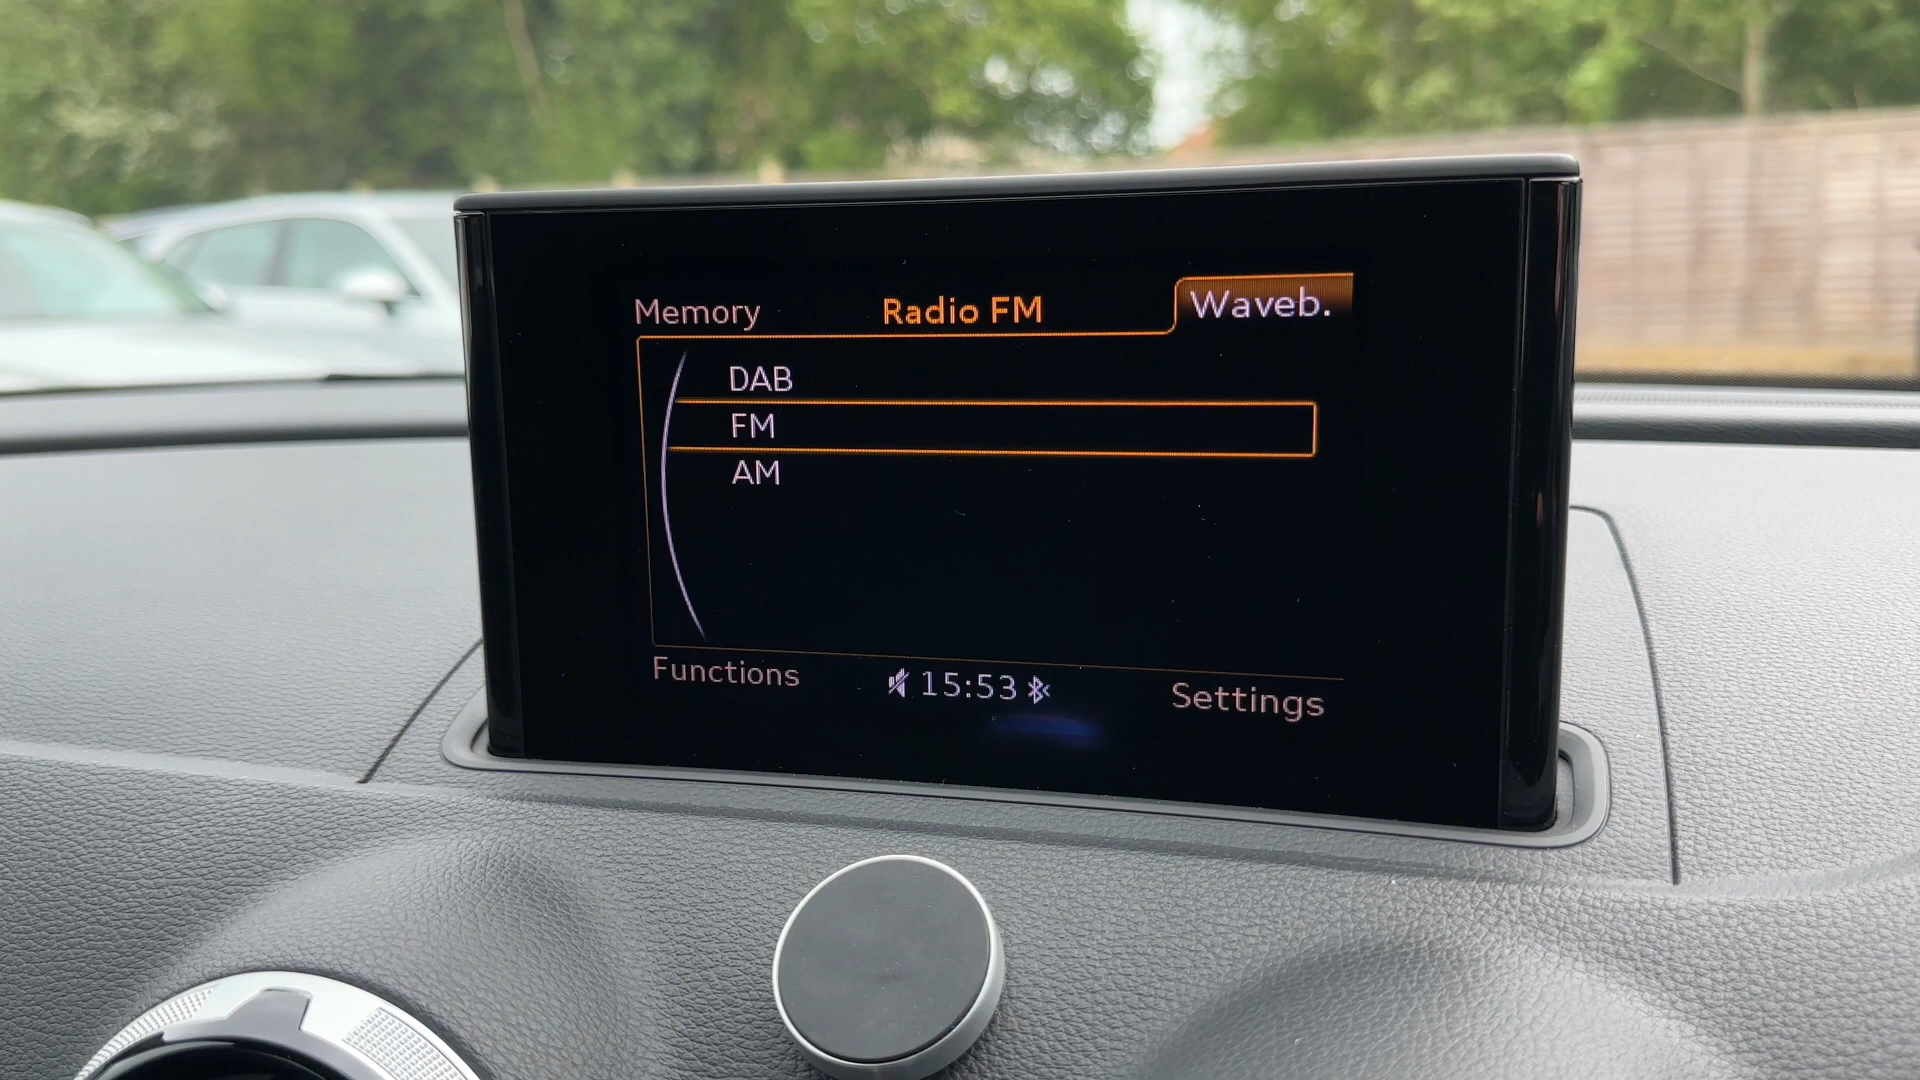 Memory Radio FM Waveb.
DAB
FM
AM
Functions 15:53 Settings